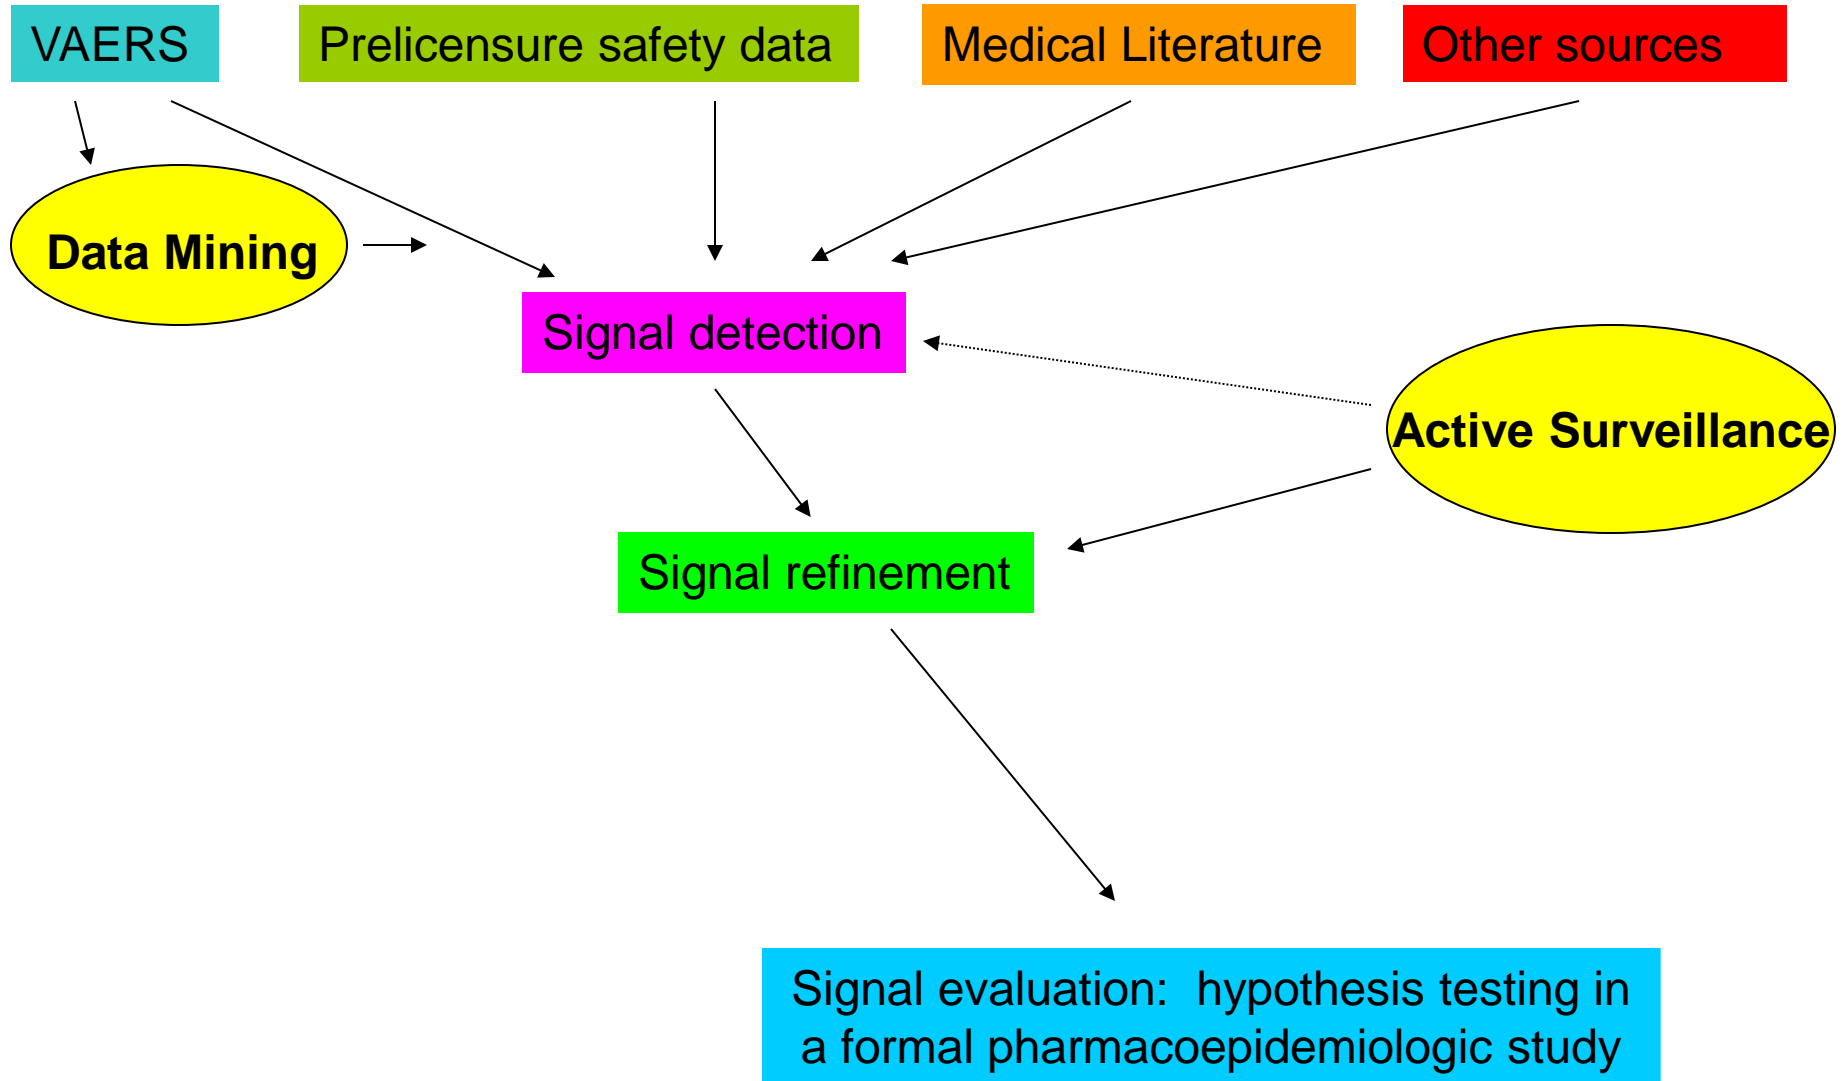 VAERS
Prelicensure safety data
Medical Literature
Other sources
Data Mining
Signal detection
Active Surveillance
Signal refinement
Signal evaluation:  hypothesis testing in
a formal pharmacoepidemiologic study